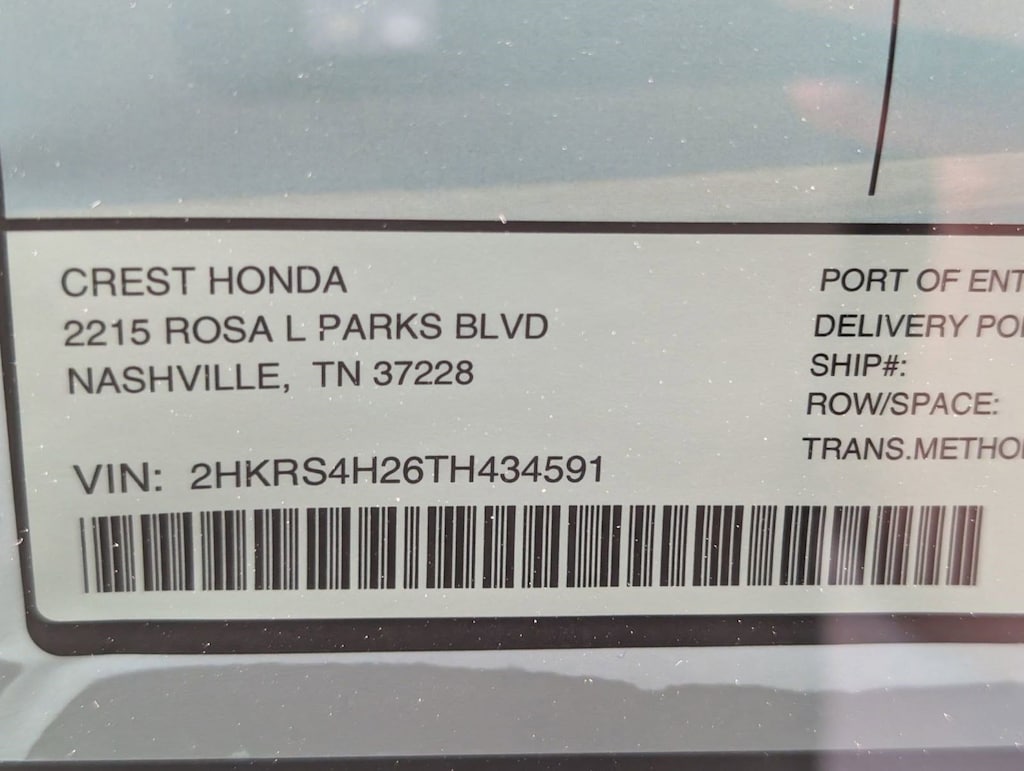 CREST HONDA
2215 ROSA L PARKS BLVD
NASHVILLE, TN 37228
VIN: 2HKRS4H26TH434591
PORT OF ENT
DELIVERY PO
SHIP#:
ROW/SPACE:
TRANS.METHO